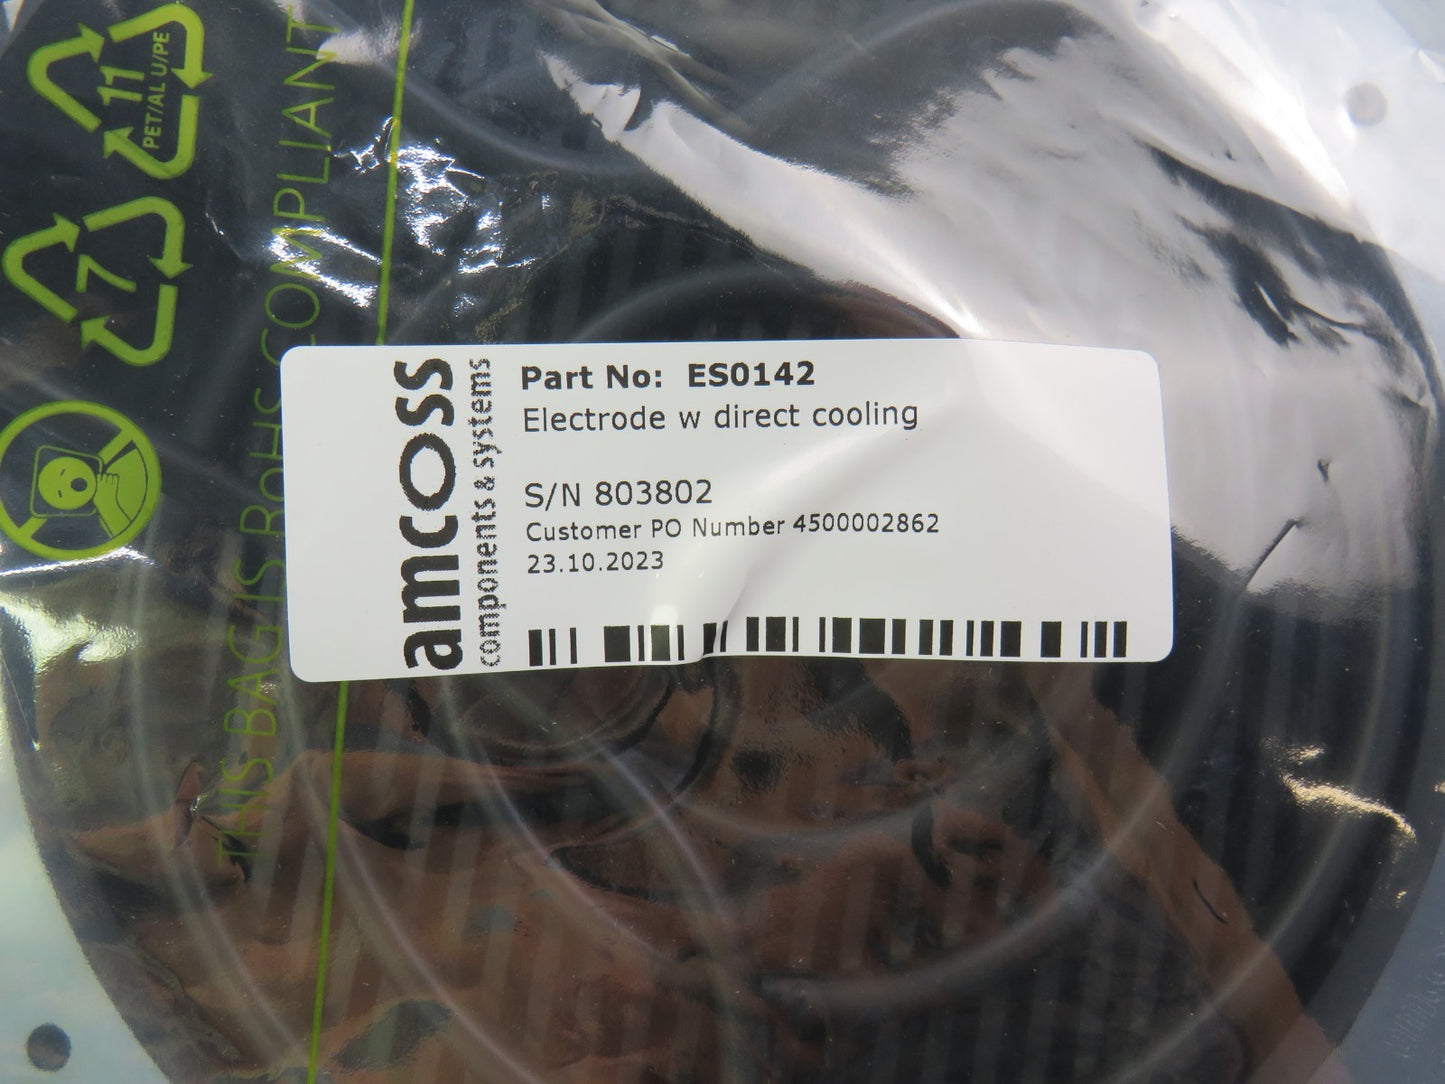 11
PET/AL U/PE
7
THIS BAG IS ROHS COMPLIANT
amcoss
components & systems
Part No: ES0142
Electrode w direct cooling
S/N 803802
Customer PO Number 4500002862
23.10.2023